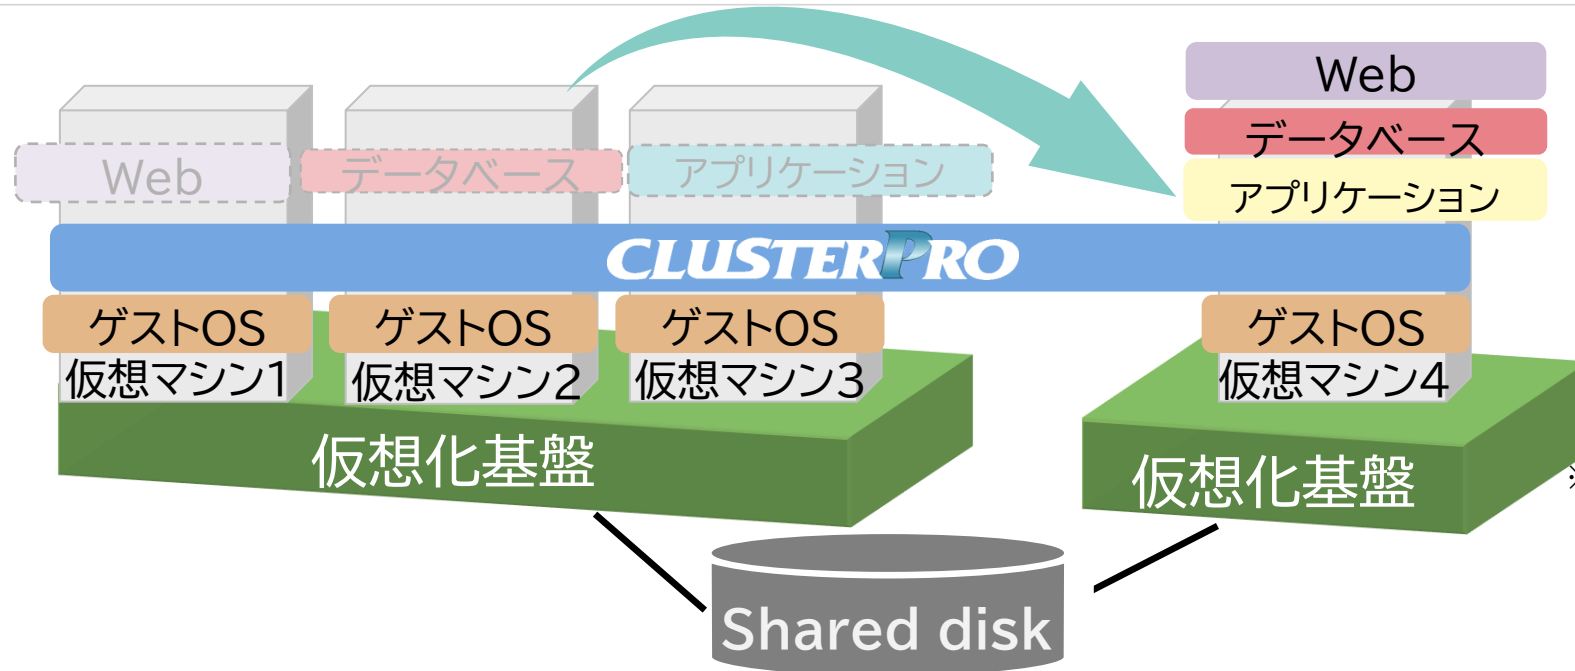 Web
データベース
アプリケーション
Web
データベース
アプリケーション
CLUSTERPRO
ゲストOS
ゲストOS
ゲストOS
ゲストOS
仮想マシン1
仮想マシン2
仮想マシン3
仮想マシン4
仮想化基盤
仮想化基盤
※
Shared disk